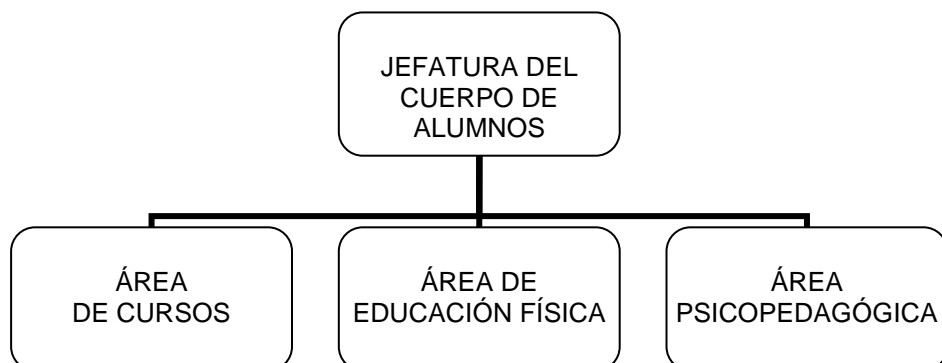 JEFATURA DEL
CUERPO DE
ALUMNOS
ÁREA
DE CURSOS
ÁREA DE
EDUCACIÓN FÍSICA
ÁREA
PSICOPEDAGÓGICA